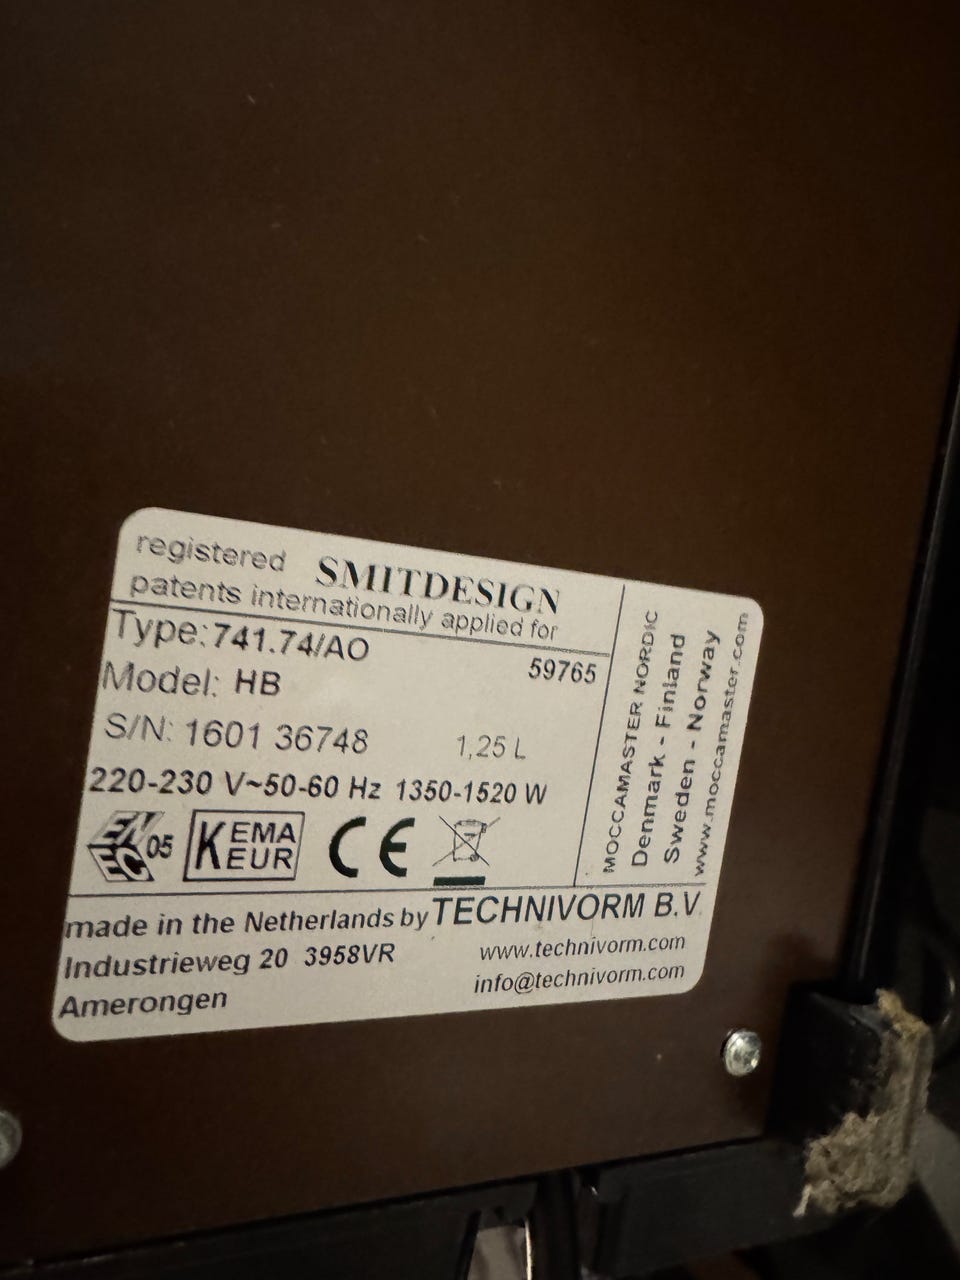 registered SMITDESIGN
patents internationally applied for
Type: 741.74/AO
59765
Model: HB
S/N: 1601 36748 1,25 L
220-230 V~50-60 Hz 1350-1520 W
EN EC 05 KEMA KEUR CE
MOCCAMASTER NORDIC
Denmark - Finland
Sweden - Norway
www.moccamaster.com
made in the Netherlands by TECHNIVORM B.V.
Industrieweg 20 3958VR www.technivorm.com
Amerongen info@technivorm.com